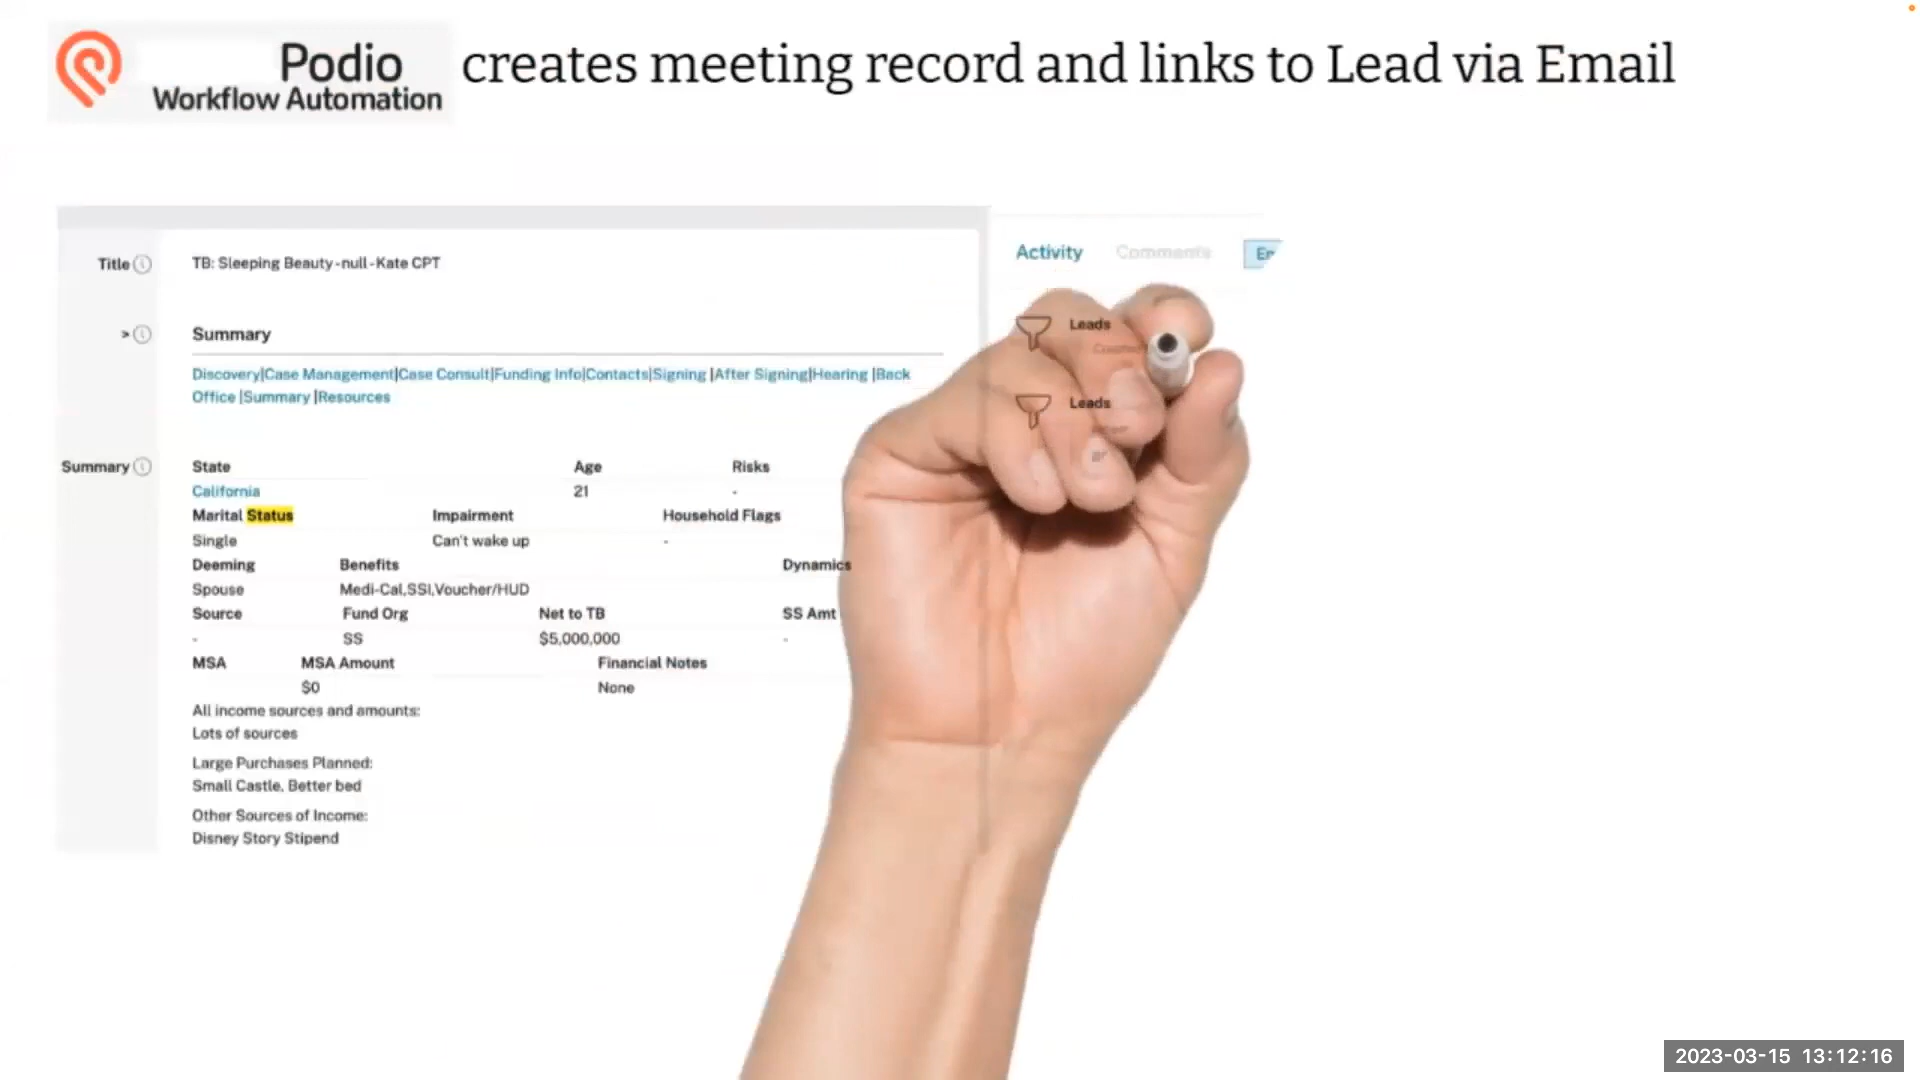 Podio
Workflow Automation
creates meeting record and links to Lead via Email
Title
TB: Sleeping Beauty-null-Kate CPT
>
Summary
Discovery|Case Management|Case Consult|Funding Info|Contacts|Signing |After Signing|Hearing |Back
Office |Summary |Resources
Summary
State Age Risks
California 21 -
Marital Status Impairment Household Flags
Single Can't wake up -
Deeming Benefits Dynamics
Spouse Medi-Cal,SSI,Voucher/HUD
Source Fund Org Net to TB SS Amt
- SS $5,000,000 -
MSA MSA Amount Financial Notes
$0 None
All income sources and amounts:
Lots of sources
Large Purchases Planned:
Small Castle, Better bed
Other Sources of Income:
Disney Story Stipend
Activity Comments
Leads
Leads
2023-03-15 13:12:16